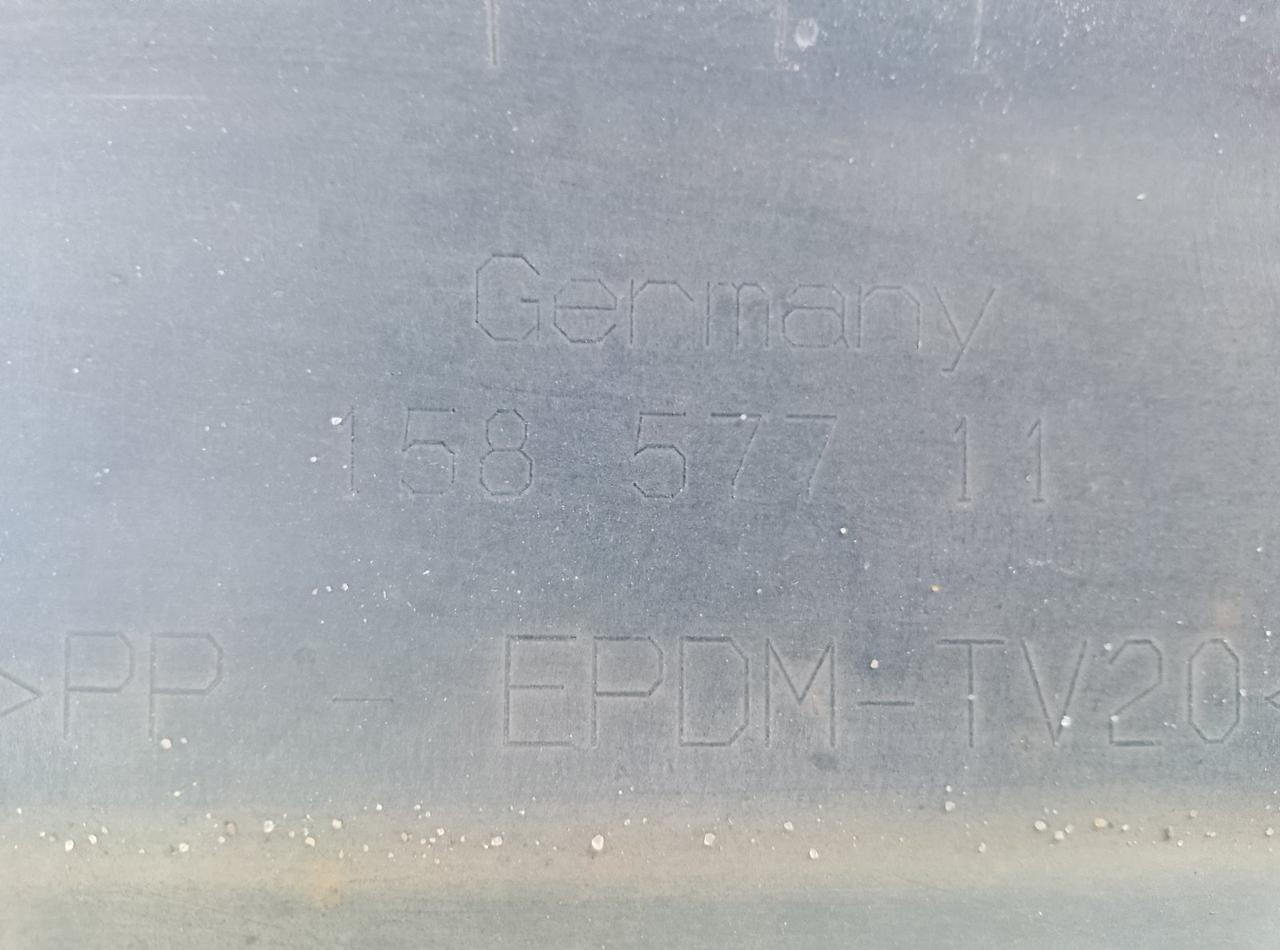 Germany
158 577 11
>PP - EPDM-TV20<